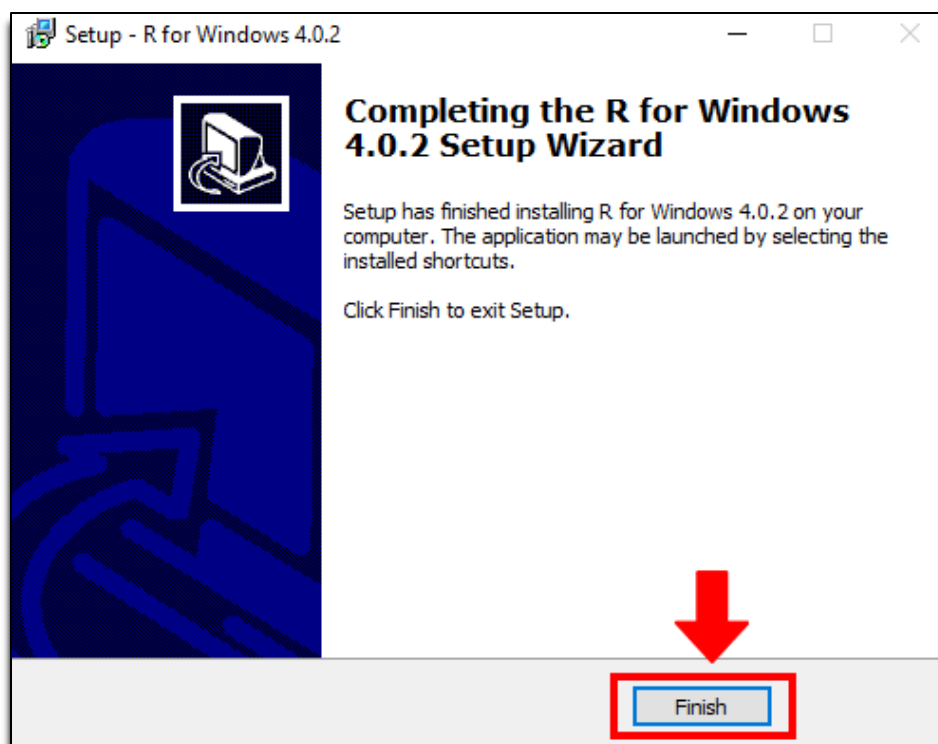 Setup - R for Windows 4.0.2
Completing the R for Windows
4.0.2 Setup Wizard
Setup has finished installing R for Windows 4.0.2 on your
computer. The application may be launched by selecting the
installed shortcuts.
Click Finish to exit Setup.
Finish